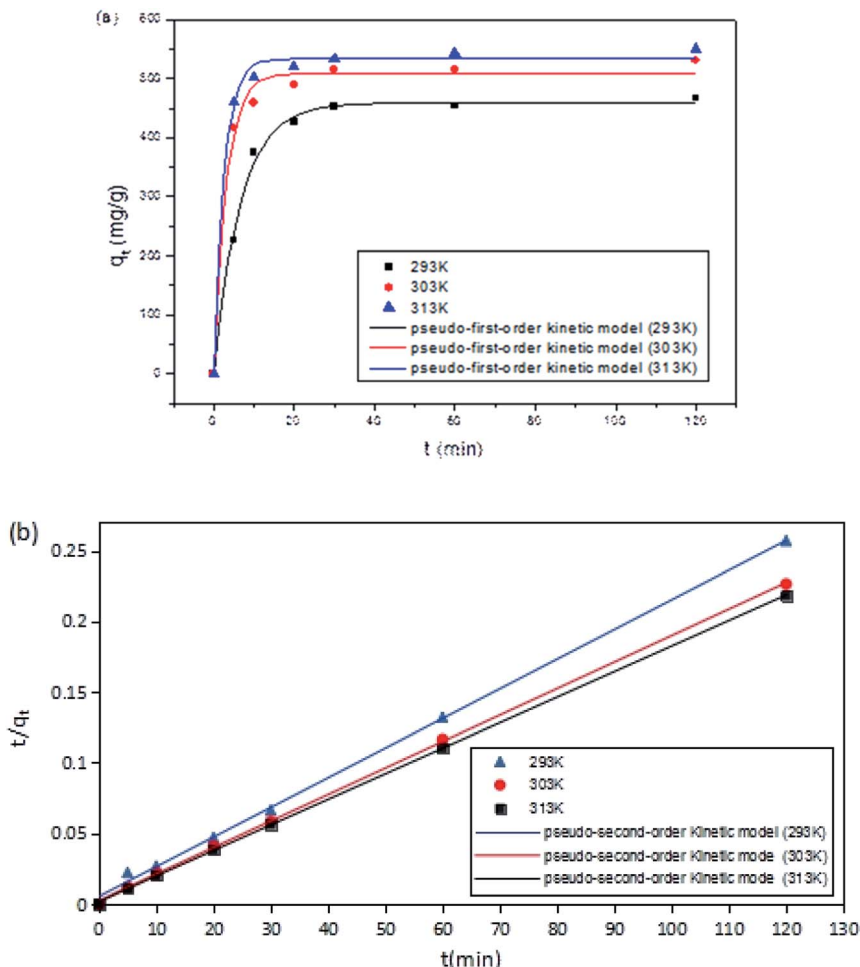 (a)
600
500
400
300
200
100
0
q_t (mg/g)
293K
303K
313K
pseudo-first-order kinetic model (293K)
pseudo-first-order kinetic model (303K)
pseudo-first-order kinetic model (313K)
0 20 40 60 80 100 120
t (min)
(b)
0.25
0.2
0.15
0.1
0.05
0
t/q_t
293K
303K
313K
pseudo-second-order Kinetic model (293K)
pseudo-second-order Kinetic mode (303K)
pseudo-second-order Kinetic mode (313K)
0 10 20 30 40 50 60 70 80 90 100 110 120 130
t(min)